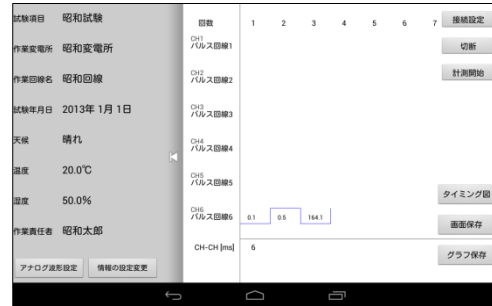 試験項目 昭和試験
作業変電所 昭和変電所
作業回線名 昭和回線
試験年月日 2013年 1月 1日
天候 晴れ
温度 20.0℃
湿度 50.0%
作業責任者 昭和太郎
アナログ波形設定 情報の設定変更
回数 1 2 3 4 5 6 7
CH1
パルス回線1
CH2
パルス回線2
CH3
パルス回線3
CH4
パルス回線4
CH5
パルス回線5
CH6
パルス回線6 0.1 0.5 164.1
CH-CH [ms] 6
接続設定
切断
計測開始
タイミング図
画面保存
グラフ保存